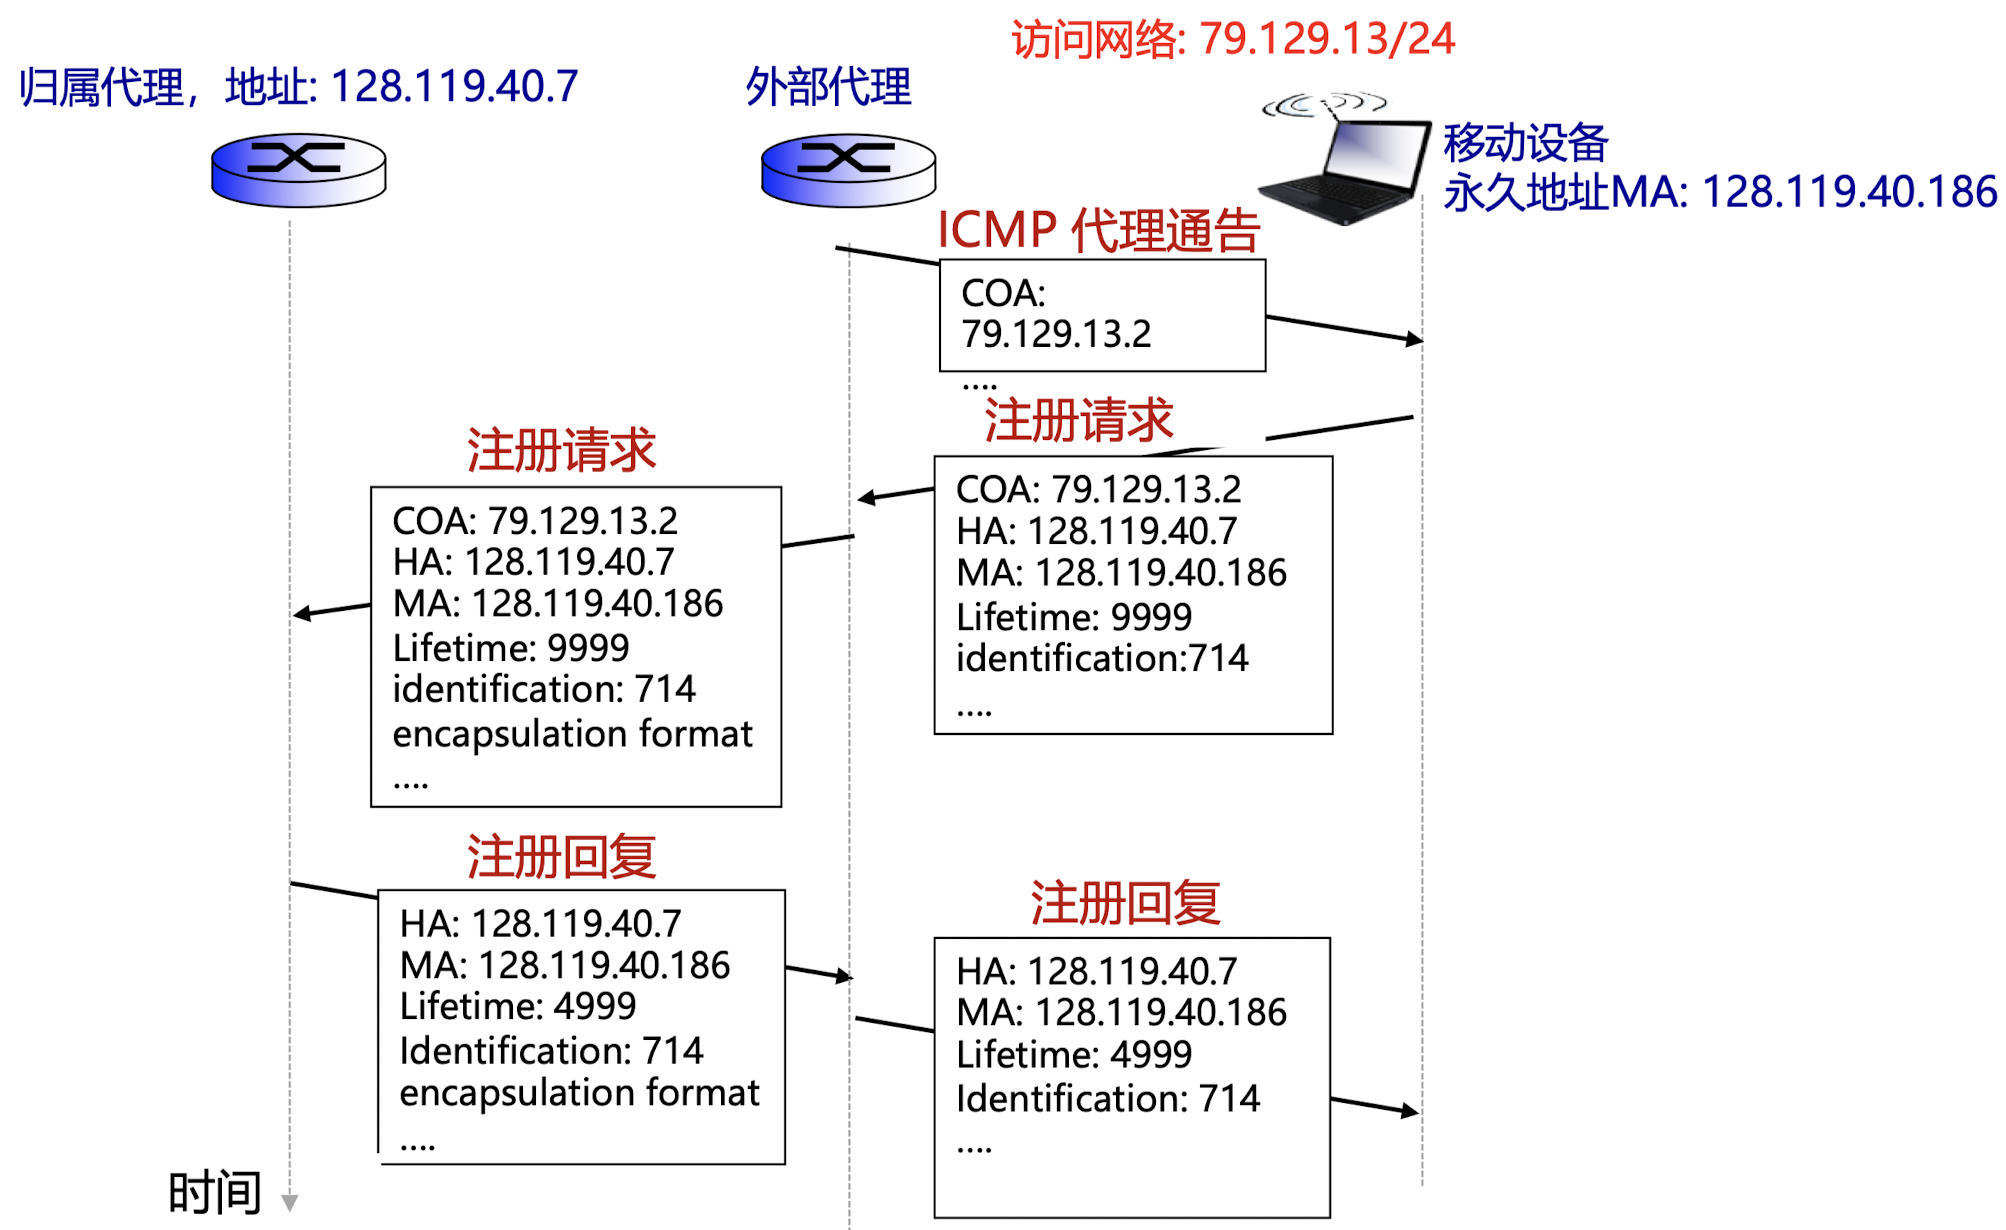 访问网络: 79.129.13/24
归属代理，地址: 128.119.40.7
外部代理
移动设备
永久地址MA: 128.119.40.186
ICMP 代理通告
COA:
79.129.13.2
....
注册请求
COA: 79.129.13.2
HA: 128.119.40.7
MA: 128.119.40.186
Lifetime: 9999
identification:714
....
注册请求
COA: 79.129.13.2
HA: 128.119.40.7
MA: 128.119.40.186
Lifetime: 9999
identification: 714
encapsulation format
....
注册回复
HA: 128.119.40.7
MA: 128.119.40.186
Lifetime: 4999
Identification: 714
encapsulation format
....
注册回复
HA: 128.119.40.7
MA: 128.119.40.186
Lifetime: 4999
Identification: 714
....
时间